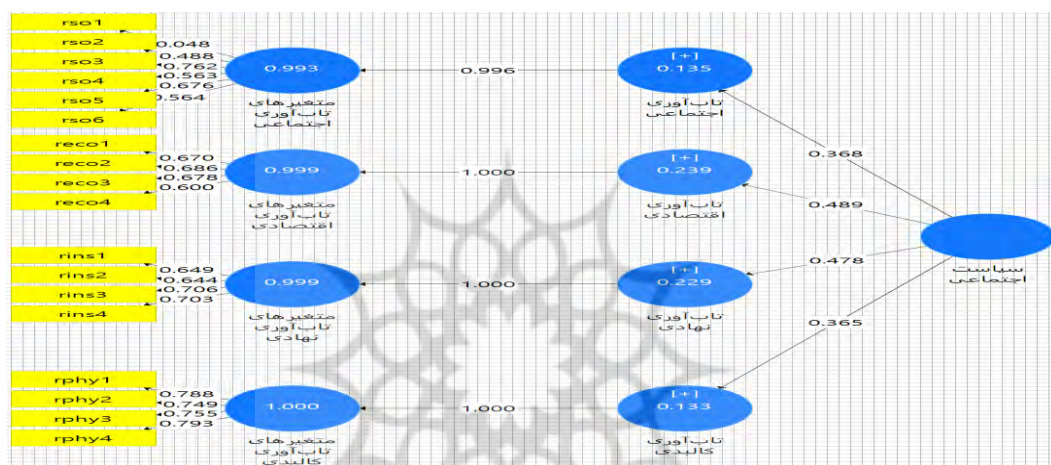 rso1
rso2
rso3
rso4
rso5
rso6
0.048
0.488
0.762
0.563
0.676
0.564
0.993
متغیرهای
تاب‌آوری
اجتماعی
0.996
[+]
0.135
تاب‌آوری
اجتماعی
0.368
reco1
reco2
reco3
reco4
0.670
0.686
0.678
0.600
0.999
متغیرهای
تاب‌آوری
اقتصادی
1.000
[+]
0.239
تاب‌آوری
اقتصادی
0.489
سیاست
اجتماعی
rins1
rins2
rins3
rins4
0.649
0.644
0.706
0.703
0.999
متغیرهای
تاب‌آوری
نهادی
1.000
[+]
0.229
تاب‌آوری
نهادی
0.478
rphy1
rphy2
rphy3
rphy4
0.788
0.749
0.755
0.793
1.000
متغیرهای
تاب‌آوری
کالبدی
1.000
[+]
0.133
تاب‌آوری
کالبدی
0.365